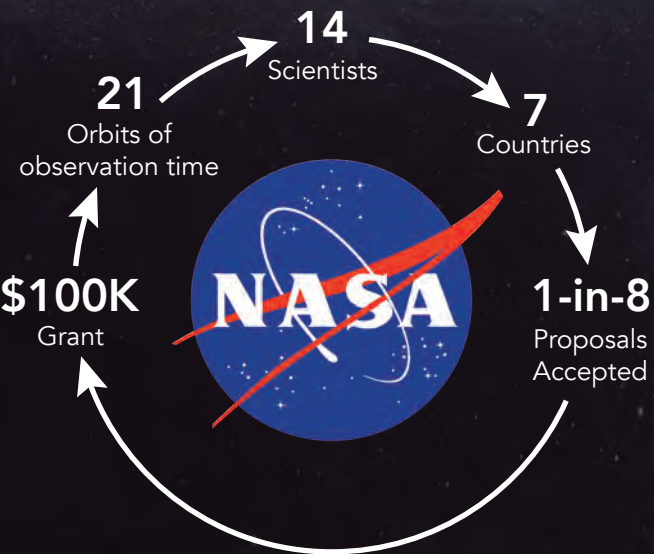 14
Scientists
21
Orbits of
observation time
7
Countries
$100K
Grant
NASA
1-in-8
Proposals
Accepted